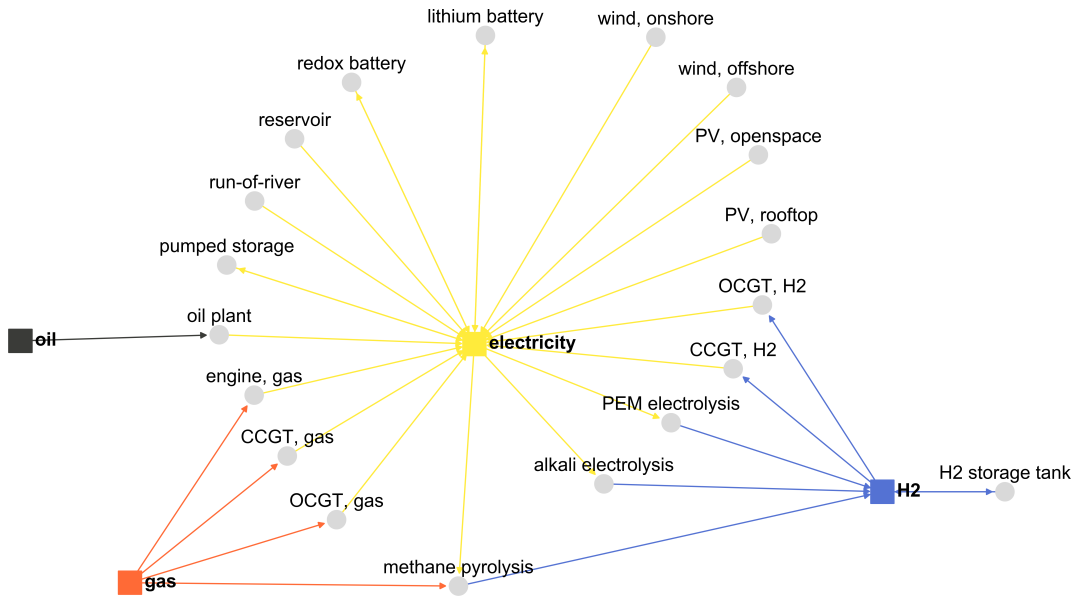 lithium battery
wind, onshore
redox battery
wind, offshore
reservoir
PV, openspace
run-of-river
PV, rooftop
pumped storage
OCGT, H2
oil plant
oil
electricity
CCGT, H2
engine, gas
PEM electrolysis
CCGT, gas
alkali electrolysis
H2 storage tank
H2
OCGT, gas
methane pyrolysis
gas